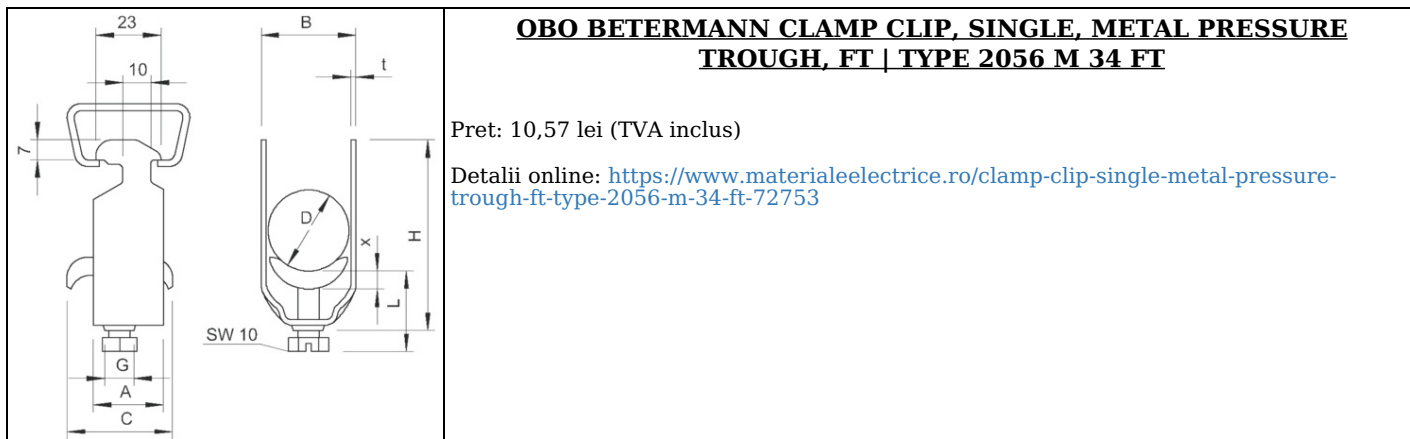 23
10
7
G
A
C
B
t
D
x
H
L
SW 10
OBO BETERMANN CLAMP CLIP, SINGLE, METAL PRESSURE
TROUGH, FT | TYPE 2056 M 34 FT
Pret: 10,57 lei (TVA inclus)
Detalii online: https://www.materialeelectrice.ro/clamp-clip-single-metal-pressure-
trough-ft-type-2056-m-34-ft-72753